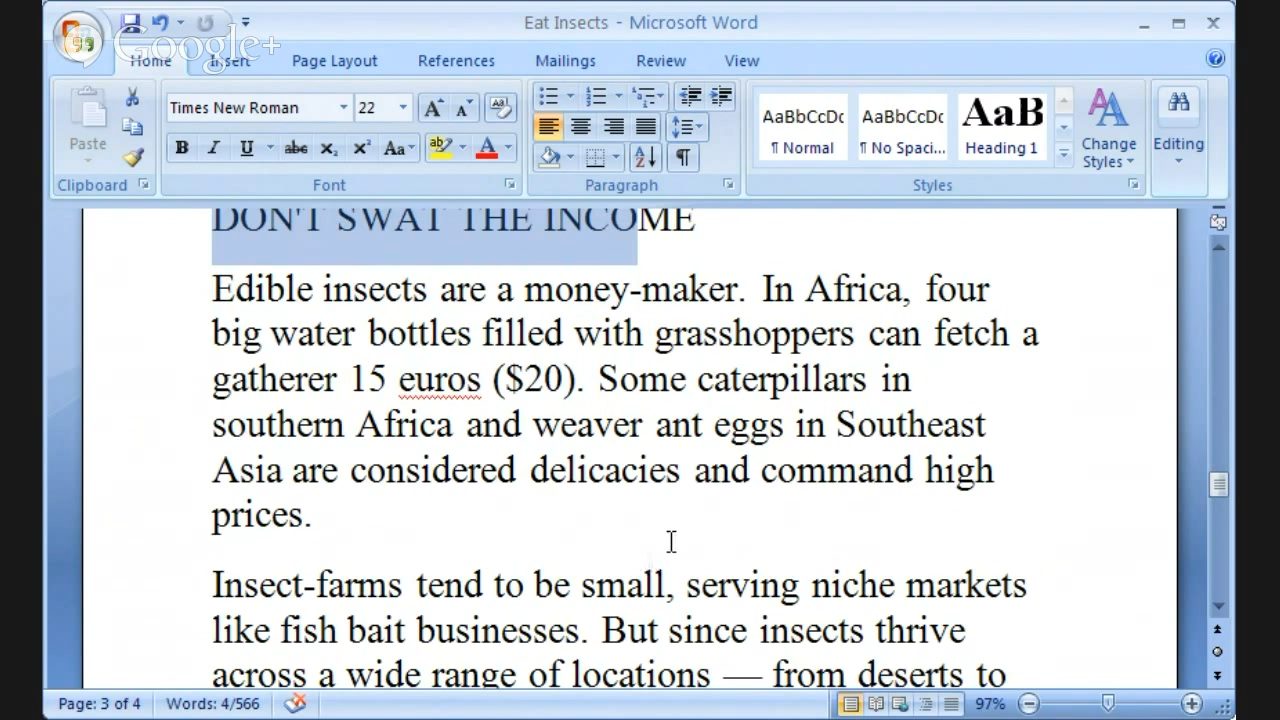 Eat Insects - Microsoft Word
Google+
Home Insert Page Layout References Mailings Review View
Paste
Clipboard
Times New Roman 22
Font
Paragraph
AaBbCcDc AaBbCcDc AaB
¶ Normal ¶ No Spaci... Heading 1
Change Styles
Styles
Editing
DON'T SWAT THE INCOME
Edible insects are a money-maker. In Africa, four
big water bottles filled with grasshoppers can fetch a
gatherer 15 euros ($20). Some caterpillars in
southern Africa and weaver ant eggs in Southeast
Asia are considered delicacies and command high
prices.
Insect-farms tend to be small, serving niche markets
like fish bait businesses. But since insects thrive
across a wide range of locations — from deserts to
Page: 3 of 4 Words: 4/566 97%